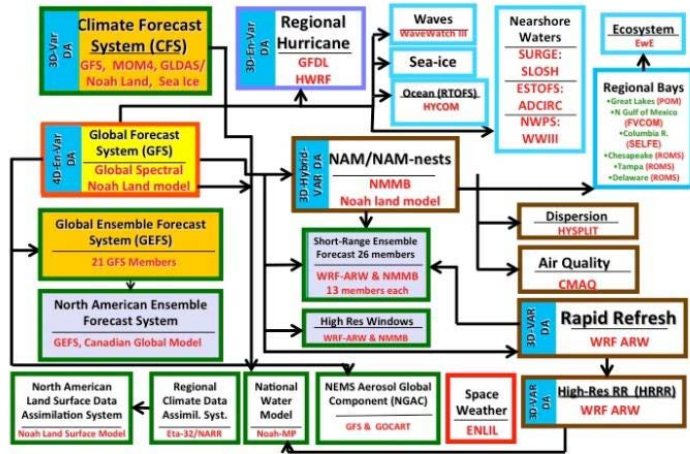 3D-Var
DA
Climate Forecast
System (CFS)
GFS, MOM4, GLDAS/
Noah Land, Sea Ice
3D-En-Var
DA
Regional
Hurricane
GFDL
HWRF
Waves
WaveWatch III
Sea-ice
Ocean (RTOFS)
HYCOM
Nearshore
Waters
SURGE:
SLOSH
ESTOFS:
ADCIRC
NWPS:
WWIII
Ecosystem
EwE
Regional Bays
•Great Lakes (POM)
•N Gulf of Mexico
(FVCOM)
•Columbia R.
(SELFE)
•Chesapeake (ROMS)
•Tampa (ROMS)
•Delaware (ROMS)
4D-En-Var
DA
Global Forecast
System (GFS)
Global Spectral
Noah Land model
3D-Hybrid-
VAR DA
NAM/NAM-nests
NMMB
Noah land model
Dispersion
HYSPLIT
Air Quality
CMAQ
Global Ensemble Forecast
System (GEFS)
21 GFS Members
Short-Range Ensemble
Forecast 26 members
WRF-ARW & NMMB
13 members each
North American Ensemble
Forecast System
GEFS, Canadian Global Model
High Res Windows
WRF-ARW & NMMB
3D-VAR
DA
Rapid Refresh
WRF ARW
North American
Land Surface Data
Assimilation System
Noah Land Surface Model
Regional
Climate Data
Assimil. Syst.
Eta-32/NARR
National
Water
Model
Noah-MP
NEMS Aerosol Global
Component (NGAC)
GFS & GOCART
Space
Weather
ENLIL
3D-VAR
DA
High-Res RR (HRRR)
WRF ARW